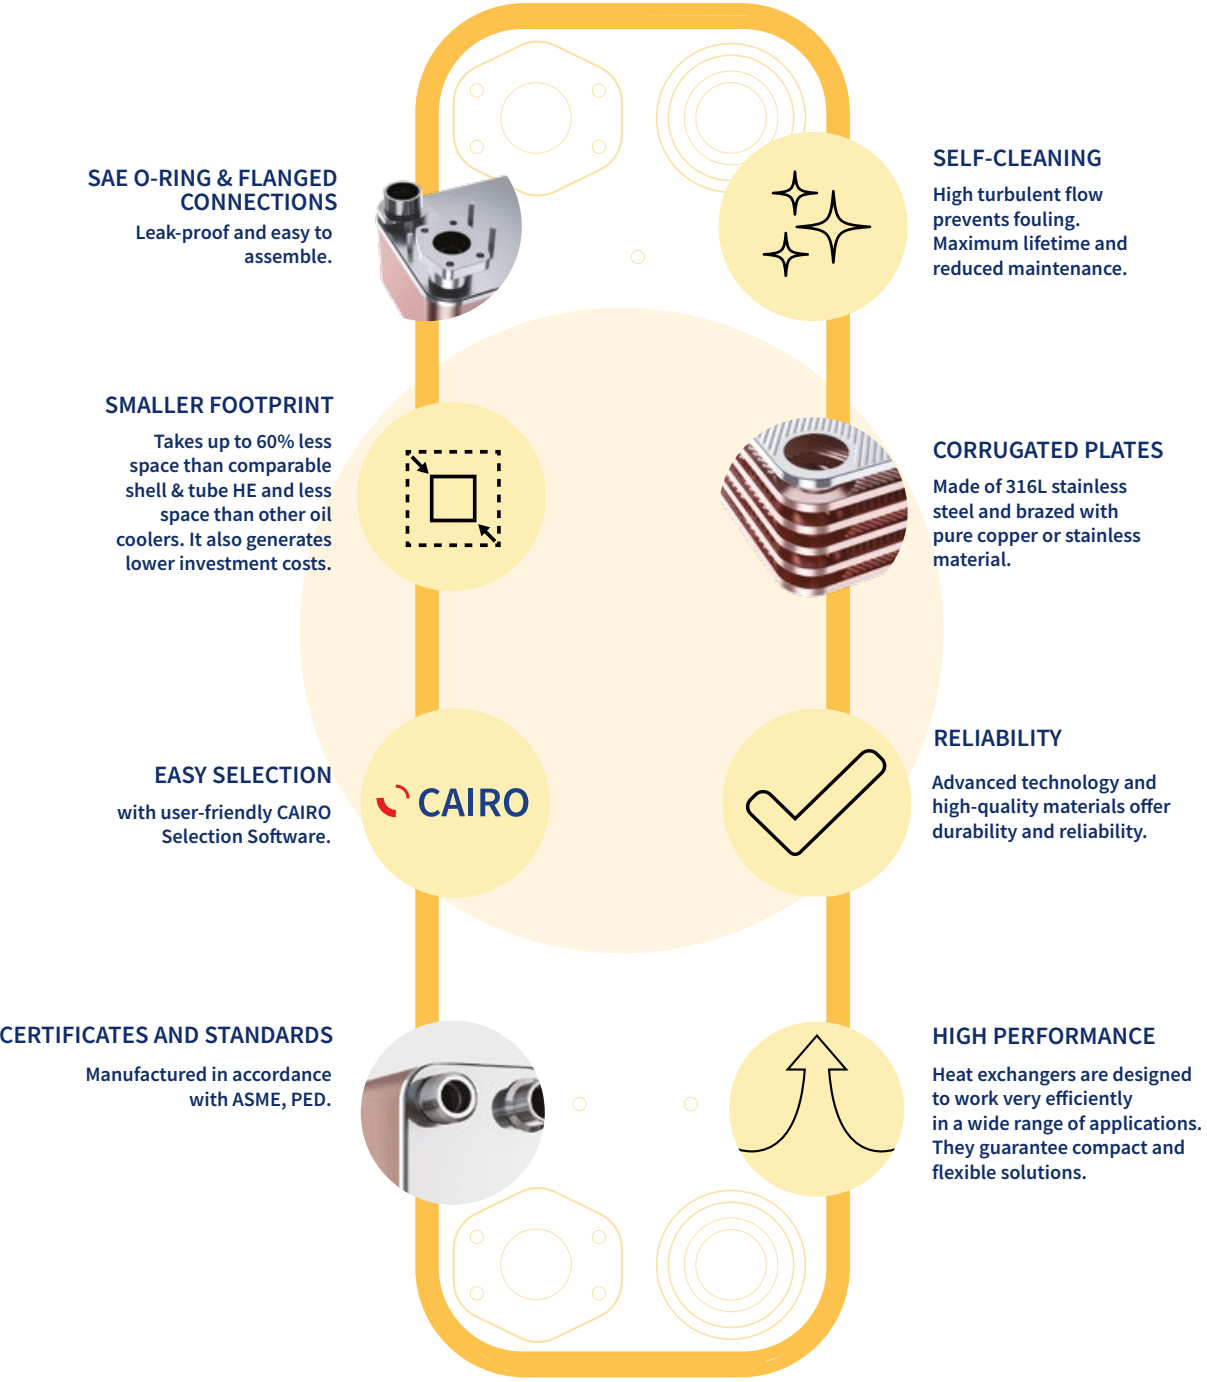 SAE O-RING & FLANGED
CONNECTIONS
Leak-proof and easy to
assemble.
SELF-CLEANING
High turbulent flow
prevents fouling.
Maximum lifetime and
reduced maintenance.
SMALLER FOOTPRINT
Takes up to 60% less
space than comparable
shell & tube HE and less
space than other oil
coolers. It also generates
lower investment costs.
CORRUGATED PLATES
Made of 316L stainless
steel and brazed with
pure copper or stainless
material.
EASY SELECTION
with user-friendly CAIRO
Selection Software.
CAIRO
RELIABILITY
Advanced technology and
high-quality materials offer
durability and reliability.
CERTIFICATES AND STANDARDS
Manufactured in accordance
with ASME, PED.
HIGH PERFORMANCE
Heat exchangers are designed
to work very efficiently
in a wide range of applications.
They guarantee compact and
flexible solutions.